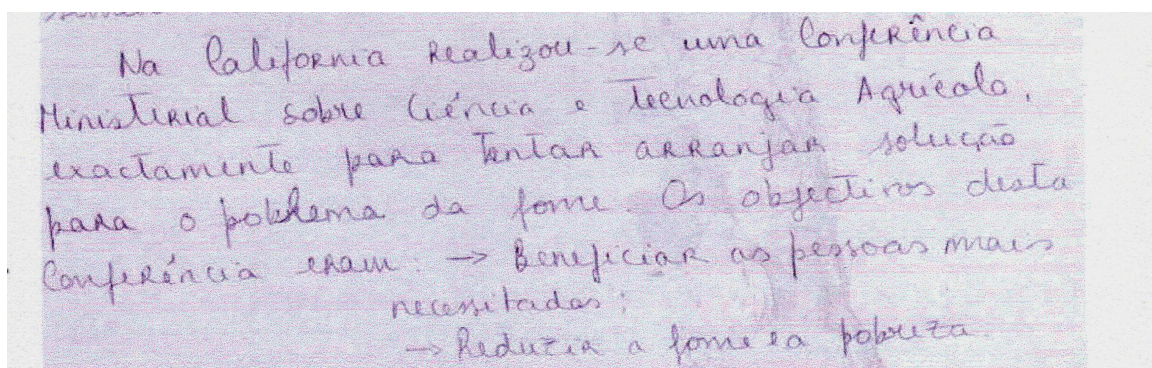 Na California realizou-se uma Conferência
Ministerial sobre Ciência e Tecnologia Agrícola,
exactamente para tentar arranjar solução
para o poblema da fome. Os objectivos desta
Conferência eram: → Beneficiar as pessoas mais
necessitadas;
→ Reduzir a fome e a pobreza.